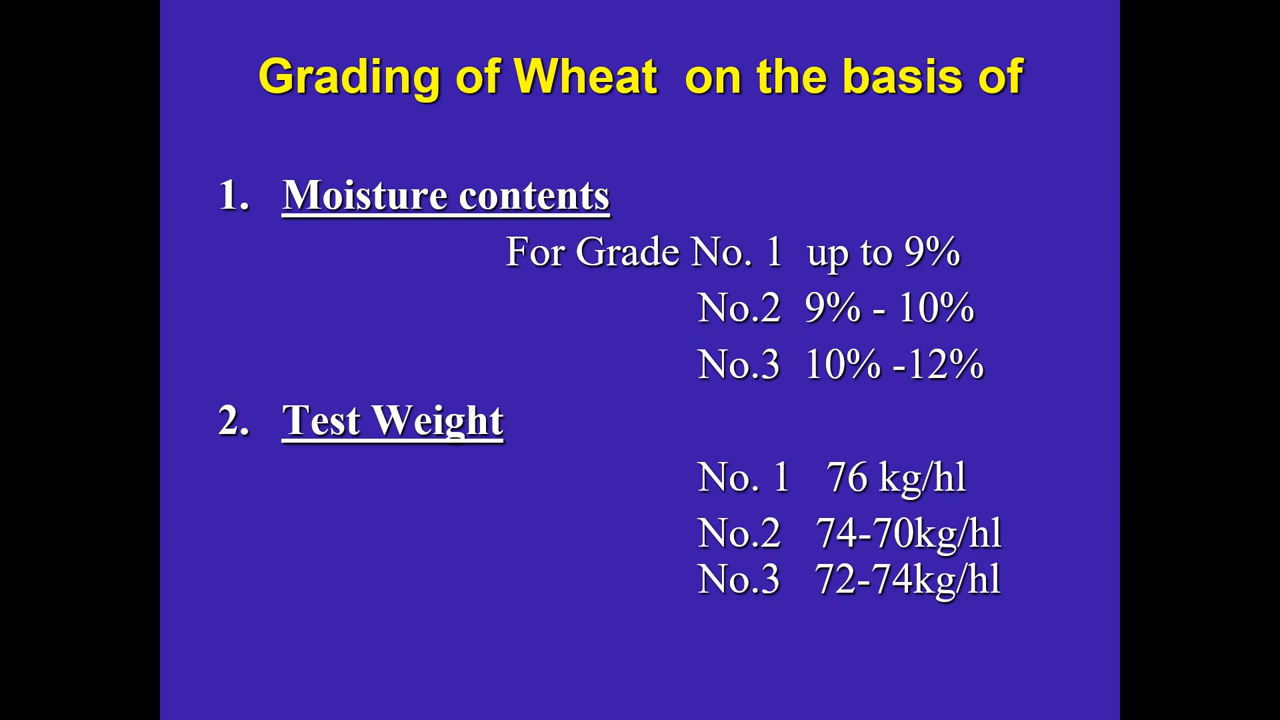 Grading of Wheat on the basis of
1. Moisture contents
For Grade No. 1 up to 9%
No.2 9% - 10%
No.3 10% -12%
2. Test Weight
No. 1 76 kg/hl
No.2 74-70kg/hl
No.3 72-74kg/hl